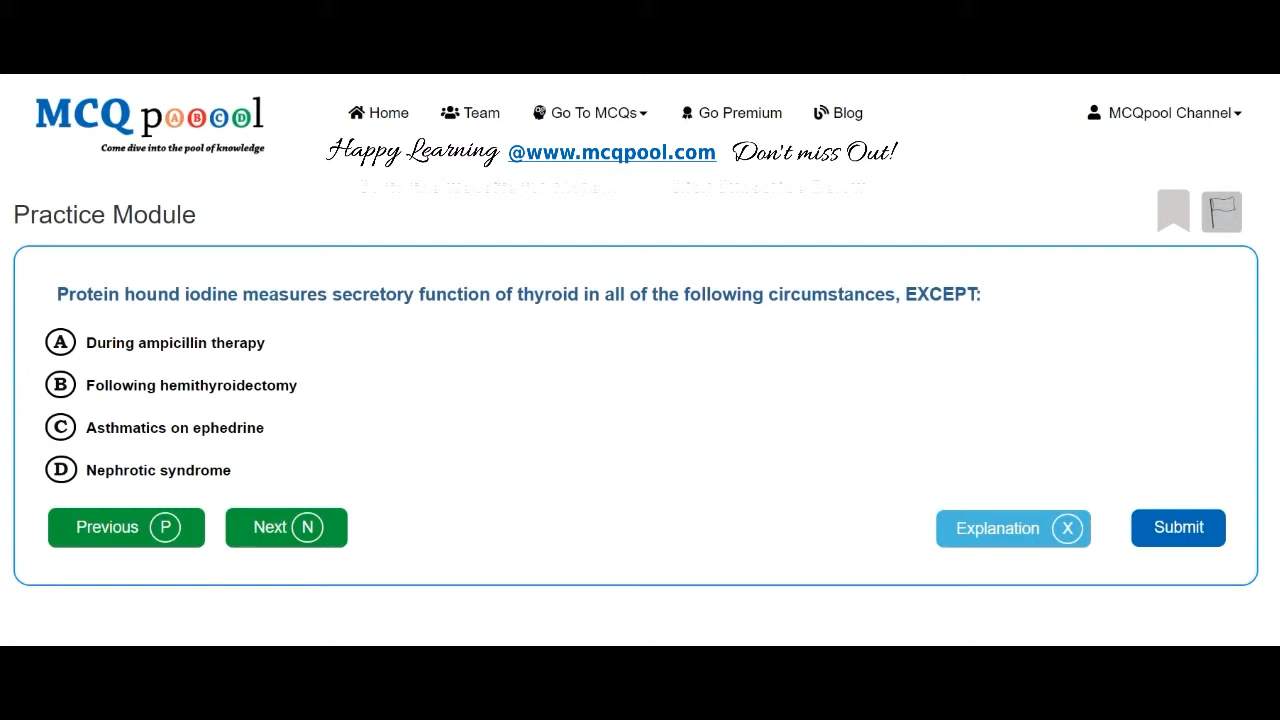 MCQ pABCDl
Come dive into the pool of knowledge
Home Team Go To MCQs Go Premium Blog MCQpool Channel
Happy Learning @www.mcqpool.com Don't miss Out!
Practice Module
Protein hound iodine measures secretory function of thyroid in all of the following circumstances, EXCEPT:
A During ampicillin therapy
B Following hemithyroidectomy
C Asthmatics on ephedrine
D Nephrotic syndrome
Previous P Next N Explanation X Submit